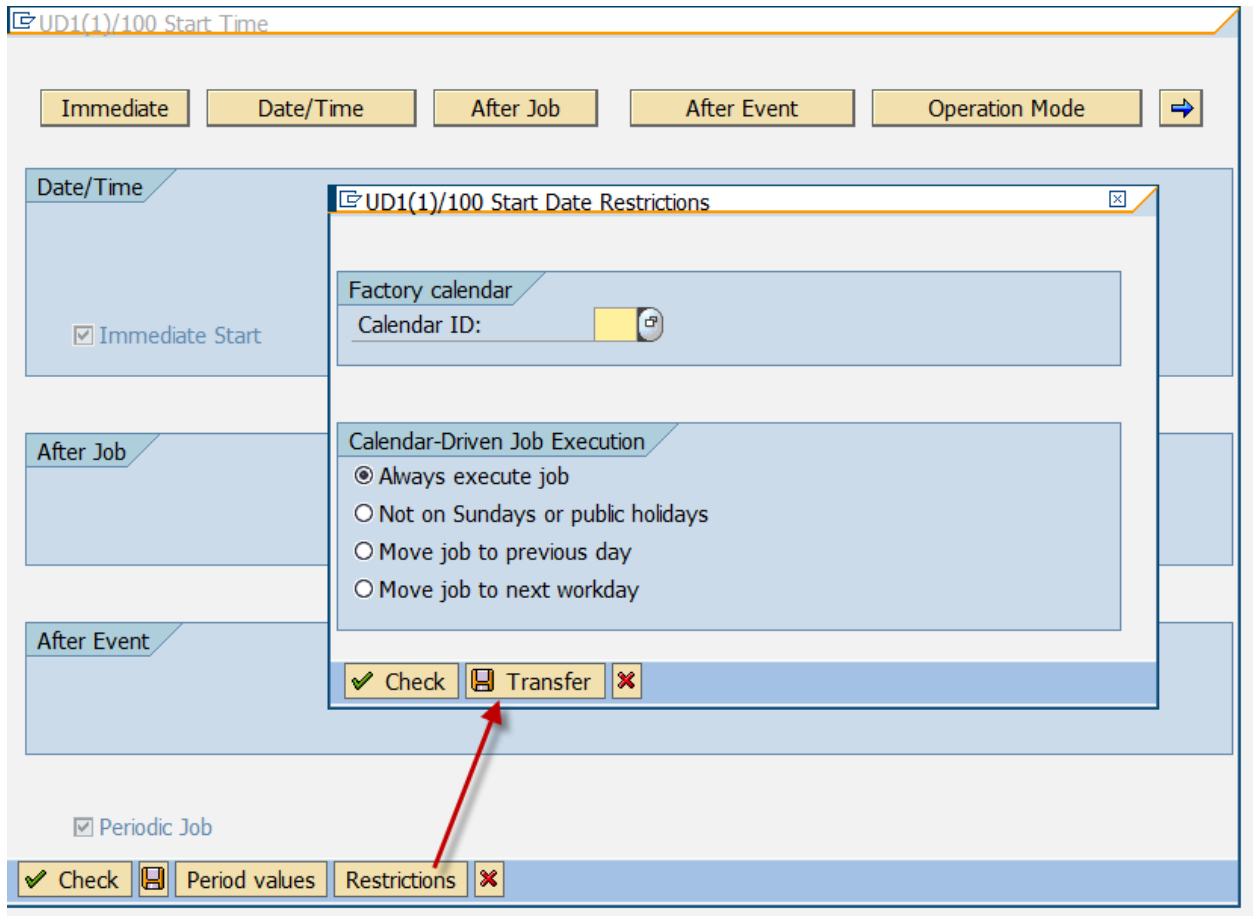 UD1(1)/100 Start Time
Immediate Date/Time After Job After Event Operation Mode
Date/Time
Immediate Start
After Job
After Event
Periodic Job
Check Period values Restrictions
UD1(1)/100 Start Date Restrictions
Factory calendar
Calendar ID:
Calendar-Driven Job Execution
Always execute job
Not on Sundays or public holidays
Move job to previous day
Move job to next workday
Check Transfer